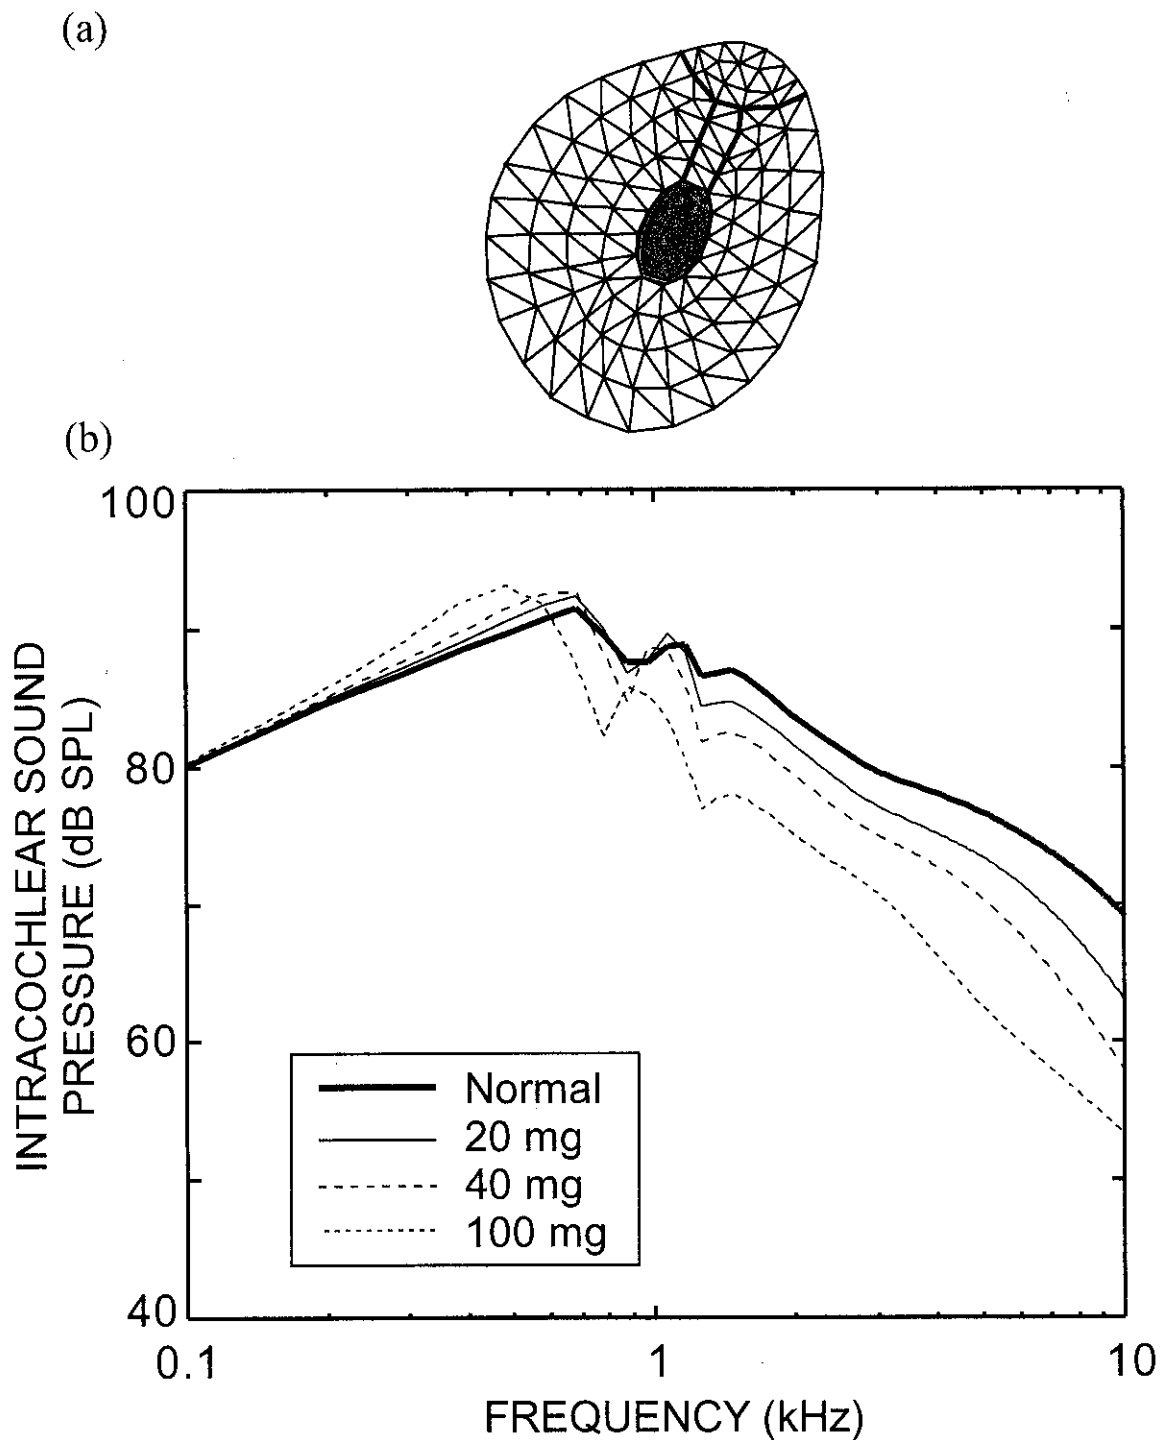 (a)
(b)
100
80
60
40
INTRACOCHLEAR SOUND
PRESSURE (dB SPL)
Normal
20 mg
40 mg
100 mg
0.1
1
10
FREQUENCY (kHz)